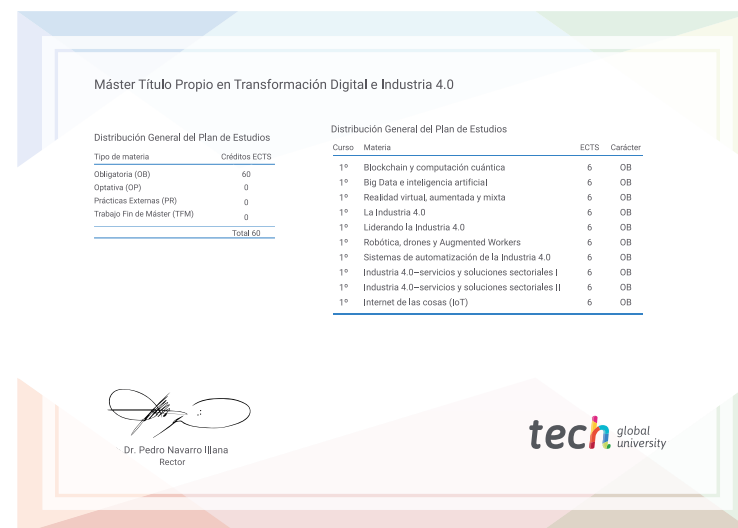 Máster Título Propio en Transformación Digital e Industria 4.0
Distribución General del Plan de Estudios
Tipo de materia Créditos ECTS
Obligatoria (OB) 60
Optativa (OP) 0
Prácticas Externas (PR) 0
Trabajo Fin de Máster (TFM) 0
Total 60
Distribución General del Plan de Estudios
Curso Materia ECTS Carácter
1º Blockchain y computación cuántica 6 OB
1º Big Data e inteligencia artificial 6 OB
1º Realidad virtual, aumentada y mixta 6 OB
1º La Industria 4.0 6 OB
1º Liderando la Industria 4.0 6 OB
1º Robótica, drones y Augmented Workers 6 OB
1º Sistemas de automatización de la Industria 4.0 6 OB
1º Industria 4.0–servicios y soluciones sectoriales I 6 OB
1º Industria 4.0–servicios y soluciones sectoriales II 6 OB
1º Internet de las cosas (IoT) 6 OB
Dr. Pedro Navarro Illana
Rector
tech global
university